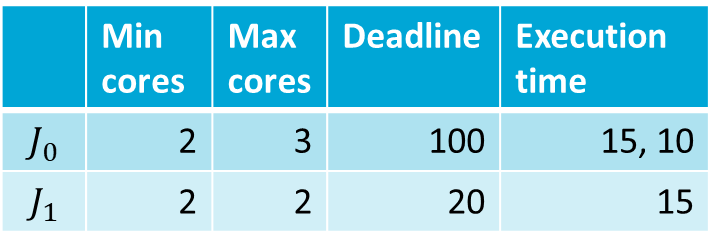 Min cores Max cores Deadline Execution time
J0 2 3 100 15, 10
J1 2 2 20 15